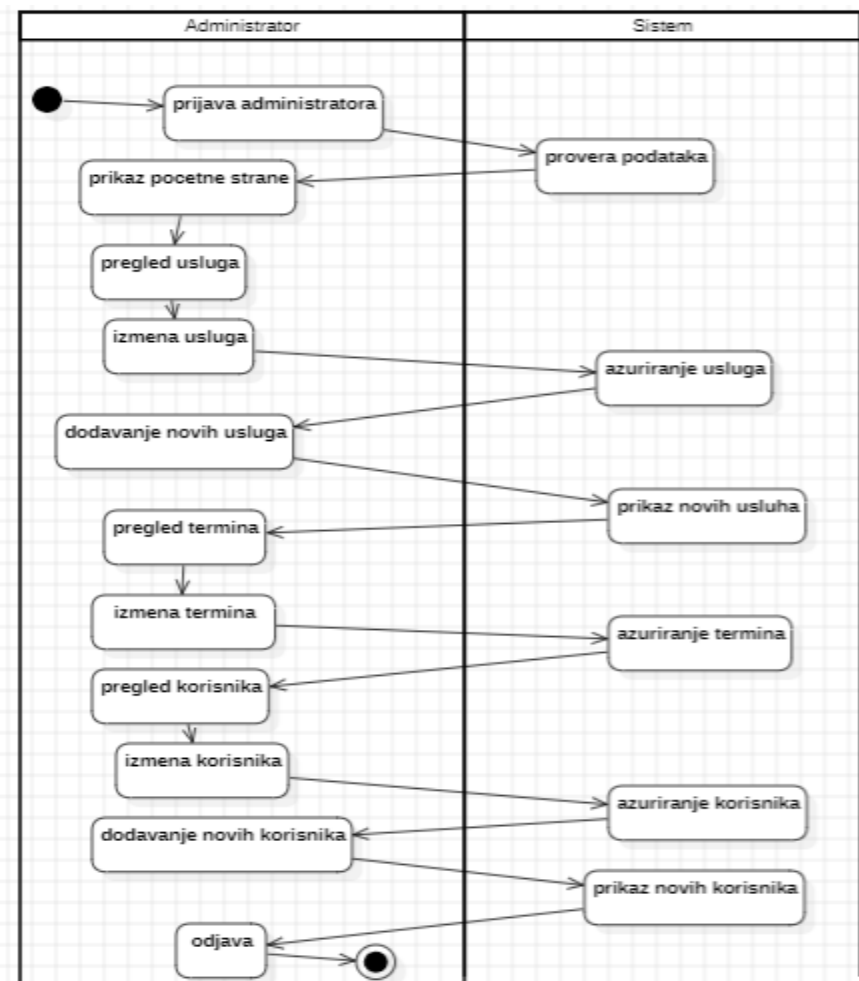 Administrator
Sistem
prijava administratora
provera podataka
prikaz pocetne strane
pregled usluga
izmena usluga
azuriranje usluga
dodavanje novih usluga
prikaz novih usluha
pregled termina
izmena termina
azuriranje termina
pregled korisnika
izmena korisnika
azuriranje korisnika
dodavanje novih korisnika
prikaz novih korisnika
odjava